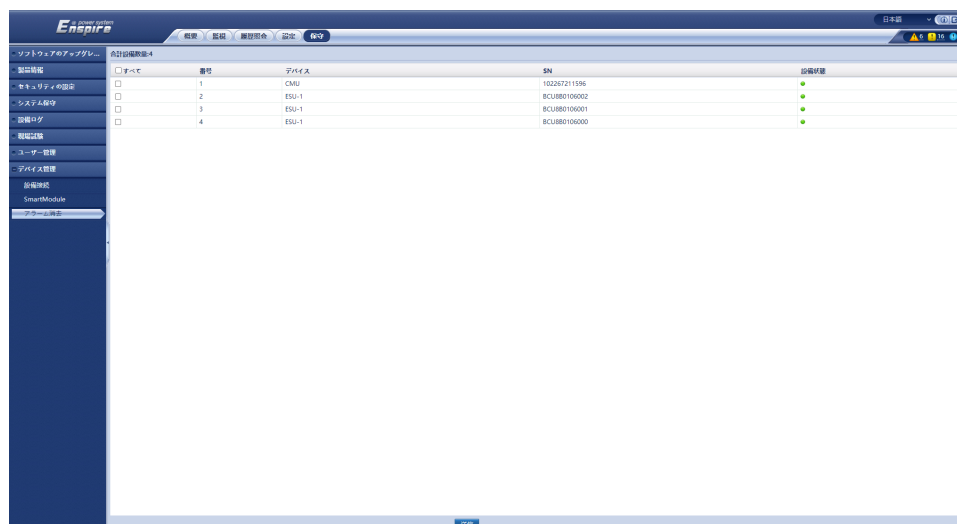 a power system
Enspire
日本語
概要 監視 履歴照会 設定 保守
6 16
ソフトウェアのアップグレ...
合計設備数量:4
製品情報
すべて 番号 デバイス SN 設備状態
セキュリティの設定
1 CMU 102267211596
2 ESU-1 BCU8B0106002
システム保守
3 ESU-1 BCU8B0106001
設備ログ
4 ESU-1 BCU8B0106000
現場試験
ユーザー管理
デバイス管理
設備接続
SmartModule
アラーム消去